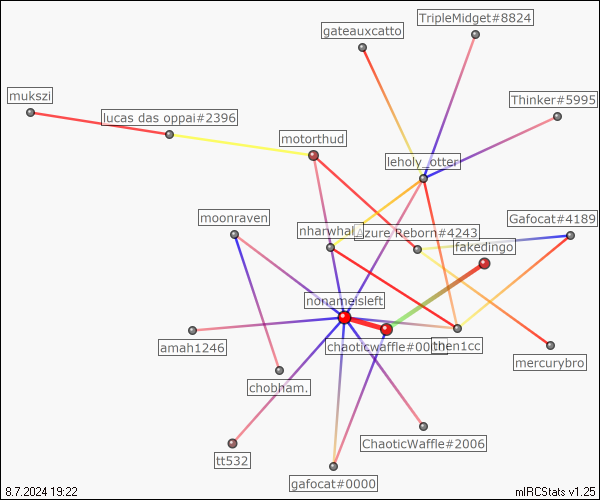 TripleMidget#8824
gateauxcatto
mukszi
Thinker#5995
lucas das oppai#2396
motorthud
leholy_otter
moonraven
Gafocat#4189
nharwhal
Azure Reborn#4243
fakedingo
nonameisleft
amah1246
chaoticwaffle#0000
then1cc
mercurybro
chobham.
ChaoticWaffle#2006
tt532
gafocat#0000
8.7.2024 19:22
mIRCStats v1.25